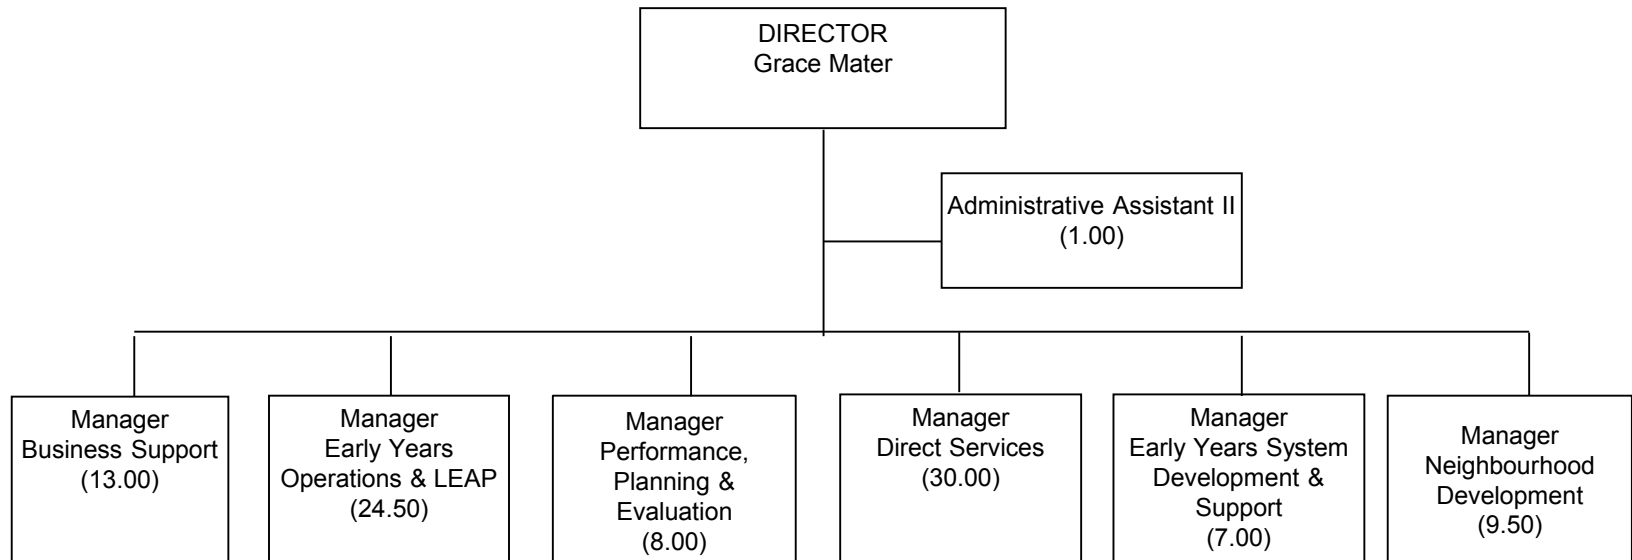 DIRECTOR
Grace Mater
Administrative Assistant II
(1.00)
Manager
Business Support
(13.00)
Manager
Early Years
Operations & LEAP
(24.50)
Manager
Performance,
Planning &
Evaluation
(8.00)
Manager
Direct Services
(30.00)
Manager
Early Years System
Development &
Support
(7.00)
Manager
Neighbourhood
Development
(9.50)